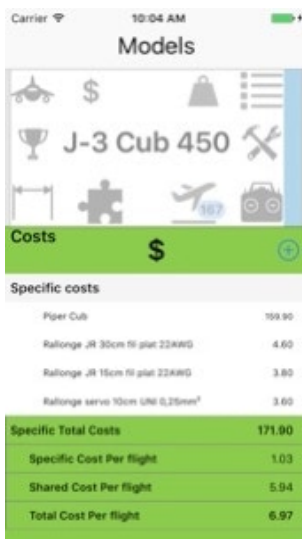 Carrier 10:04 AM
Models
$
J-3 Cub 450
167
Costs
$
Specific costs
Piper Cub 159.90
Rallonge JR 30cm fil plat 22AWG 4.60
Rallonge JR 15cm fil plat 22AWG 3.80
Rallonge servo 10cm UNI 0,25mm² 3.60
Specific Total Costs 171.90
Specific Cost Per flight 1.03
Shared Cost Per flight 5.94
Total Cost Per flight 6.97